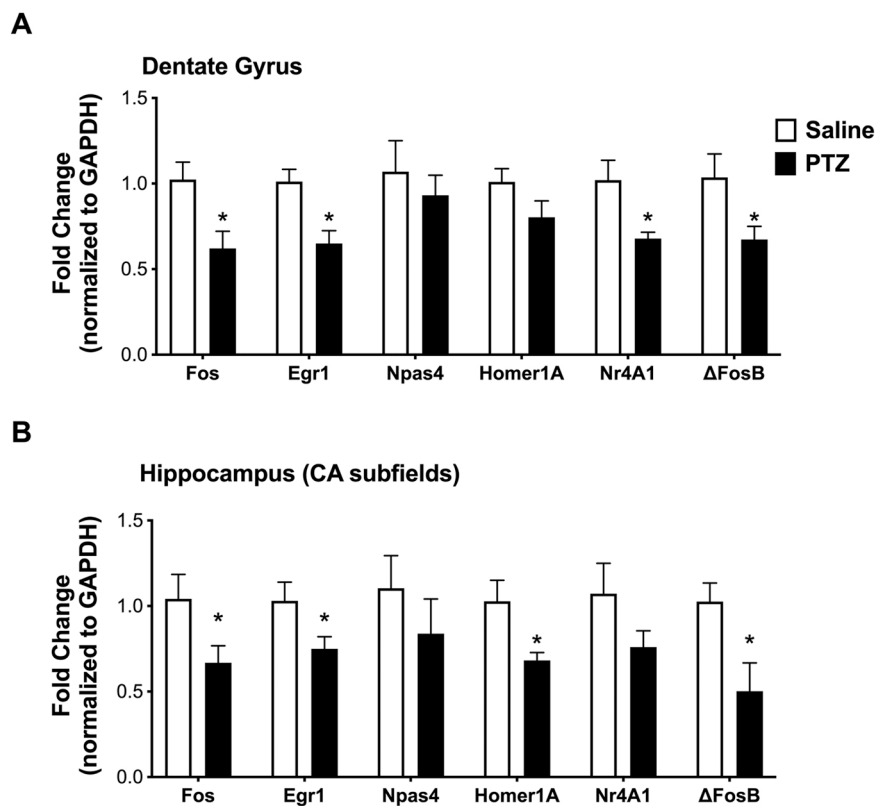 A
Dentate Gyrus
Fold Change
(normalized to GAPDH)
1.5
1.0
0.5
0.0
* * * *
Fos Egr1 Npas4 Homer1A Nr4A1 ΔFosB
Saline
PTZ
B
Hippocampus (CA subfields)
Fold Change
(normalized to GAPDH)
1.5
1.0
0.5
0.0
* * * *
Fos Egr1 Npas4 Homer1A Nr4A1 ΔFosB